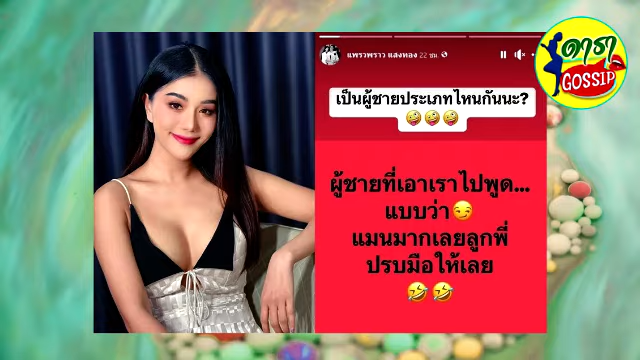 แพรวพราว แสงทอง 22 ชม.
ดารา
GOSSIP
เป็นผู้ชายประเภทไหนกันนะ?
🤪🤪🤪
ผู้ชายที่เอาเราไปพูด...
แบบว่า😏
แมนมากเลยลูกพี่
ปรบมือให้เลย
🤣🤣